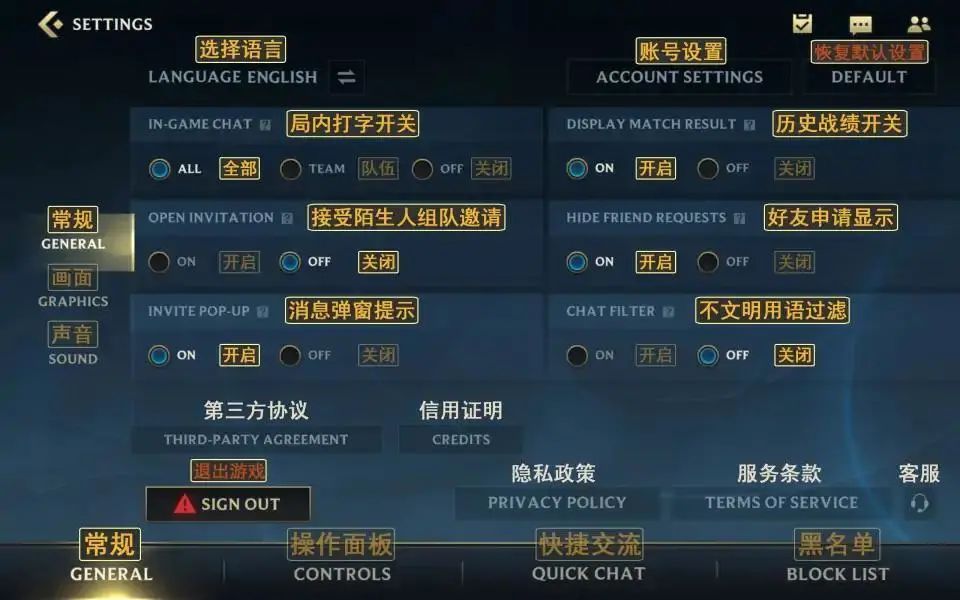 SETTINGS
选择语言
账号设置
恢复默认设置
LANGUAGE ENGLISH
ACCOUNT SETTINGS
DEFAULT
IN-GAME CHAT ? 局内打字开关
DISPLAY MATCH RESULT ? 历史战绩开关
ALL 全部 TEAM 队伍 OFF 关闭
ON 开启 OFF 关闭
常规
GENERAL
画面
GRAPHICS
声音
SOUND
OPEN INVITATION ? 接受陌生人组队邀请
HIDE FRIEND REQUESTS ? 好友申请显示
ON 开启 OFF 关闭
ON 开启 OFF 关闭
INVITE POP-UP ? 消息弹窗提示
CHAT FILTER ? 不文明用语过滤
ON 开启 OFF 关闭
ON 开启 OFF 关闭
第三方协议
信用证明
THIRD-PARTY AGREEMENT
CREDITS
退出游戏
隐私政策
服务条款
客服
SIGN OUT
PRIVACY POLICY
TERMS OF SERVICE
常规
操作面板
快捷交流
黑名单
GENERAL
CONTROLS
QUICK CHAT
BLOCK LIST